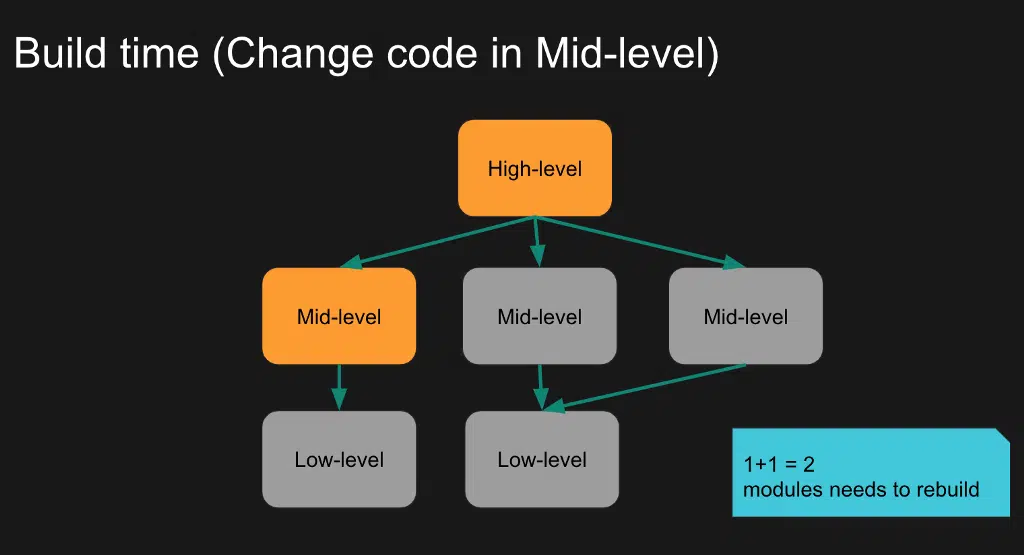 Build time (Change code in Mid-level)
High-level
Mid-level
Mid-level
Mid-level
Low-level
Low-level
1+1 = 2
modules needs to rebuild